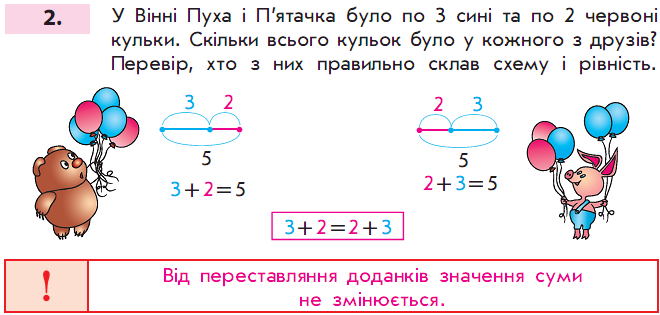 2. У Вінні Пуха і П'ятачка було по 3 сині та по 2 червоні
кульки. Скільки всього кульок було у кожного з друзів?
Перевір, хто з них правильно склав схему і рівність.
3 2
5
3+2=5
2 3
5
2+3=5
3+2=2+3
! Від переставляння доданків значення суми
не змінюється.